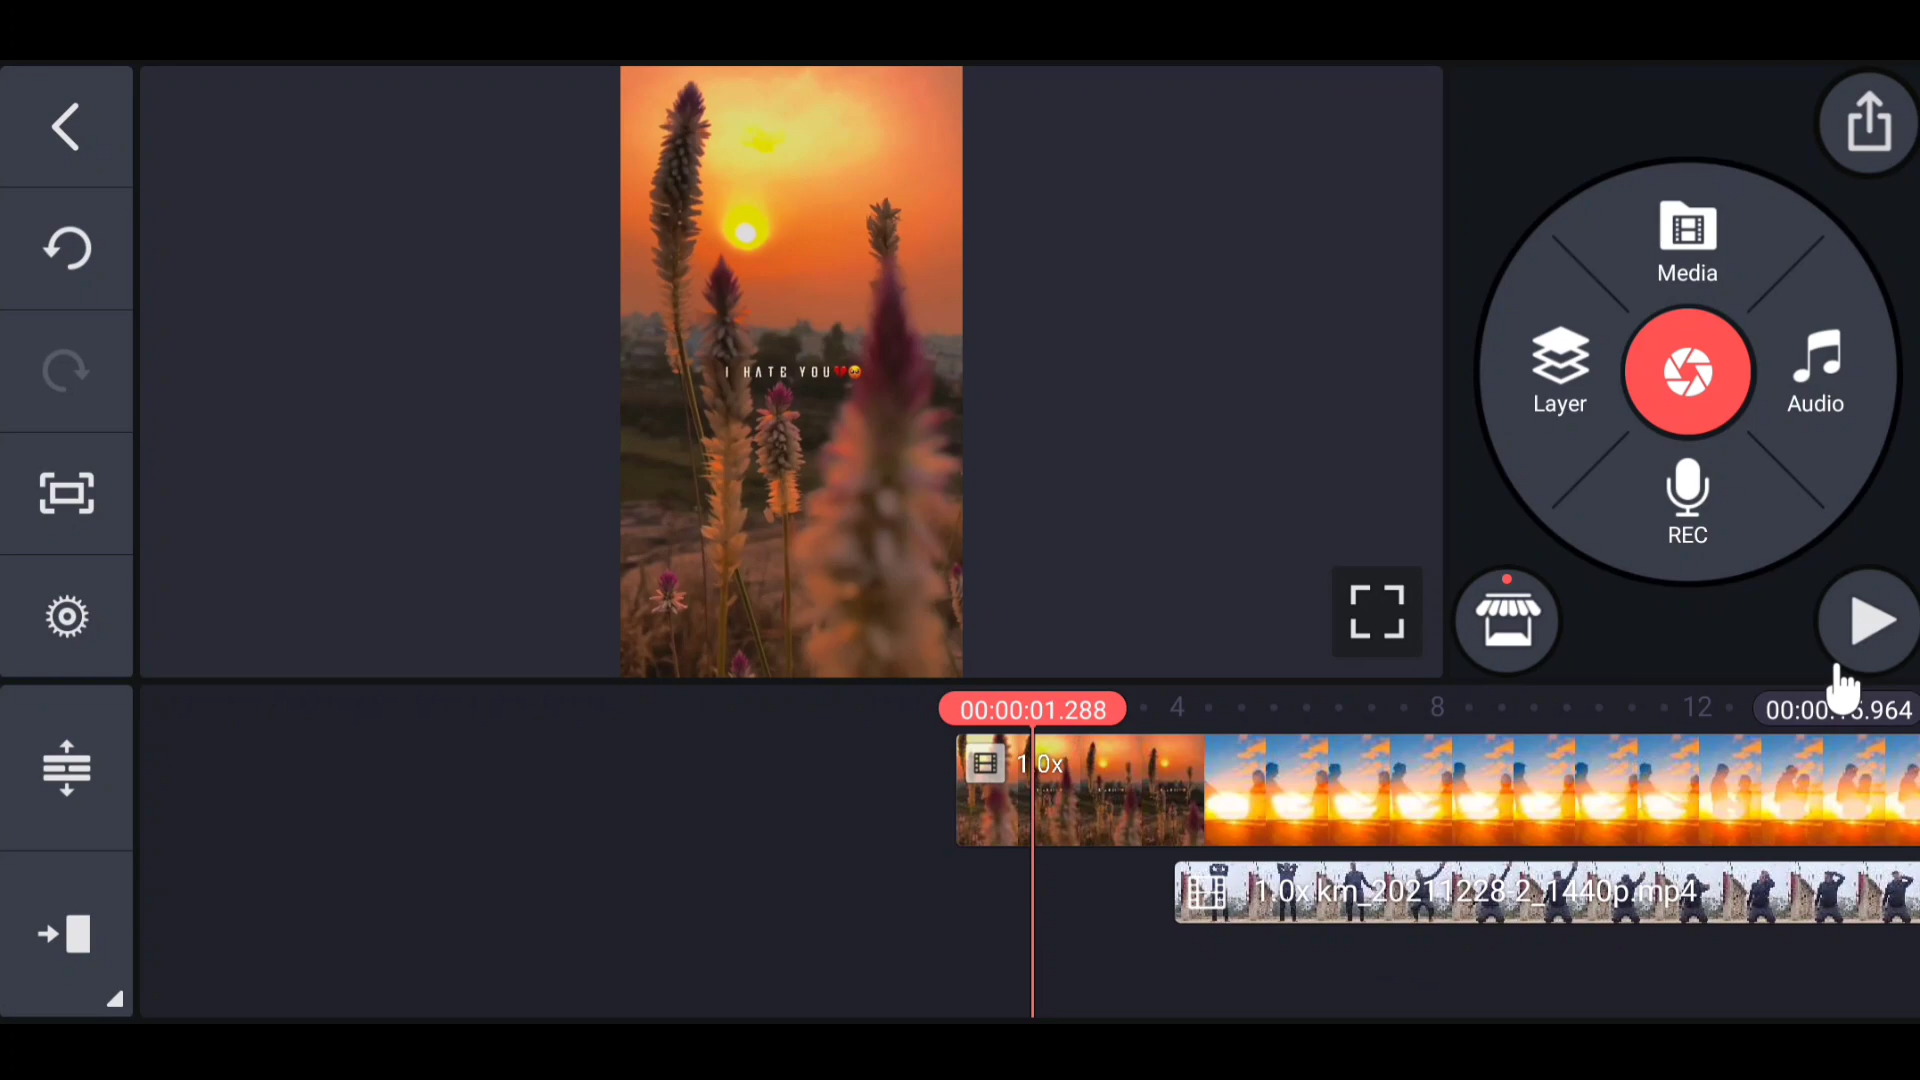 Media
I HATE YOU💔🥺
Layer
Audio
REC
00:00:01.288
4
8
12
1.0x
1.0x km_20211228-2_1440p.mp4